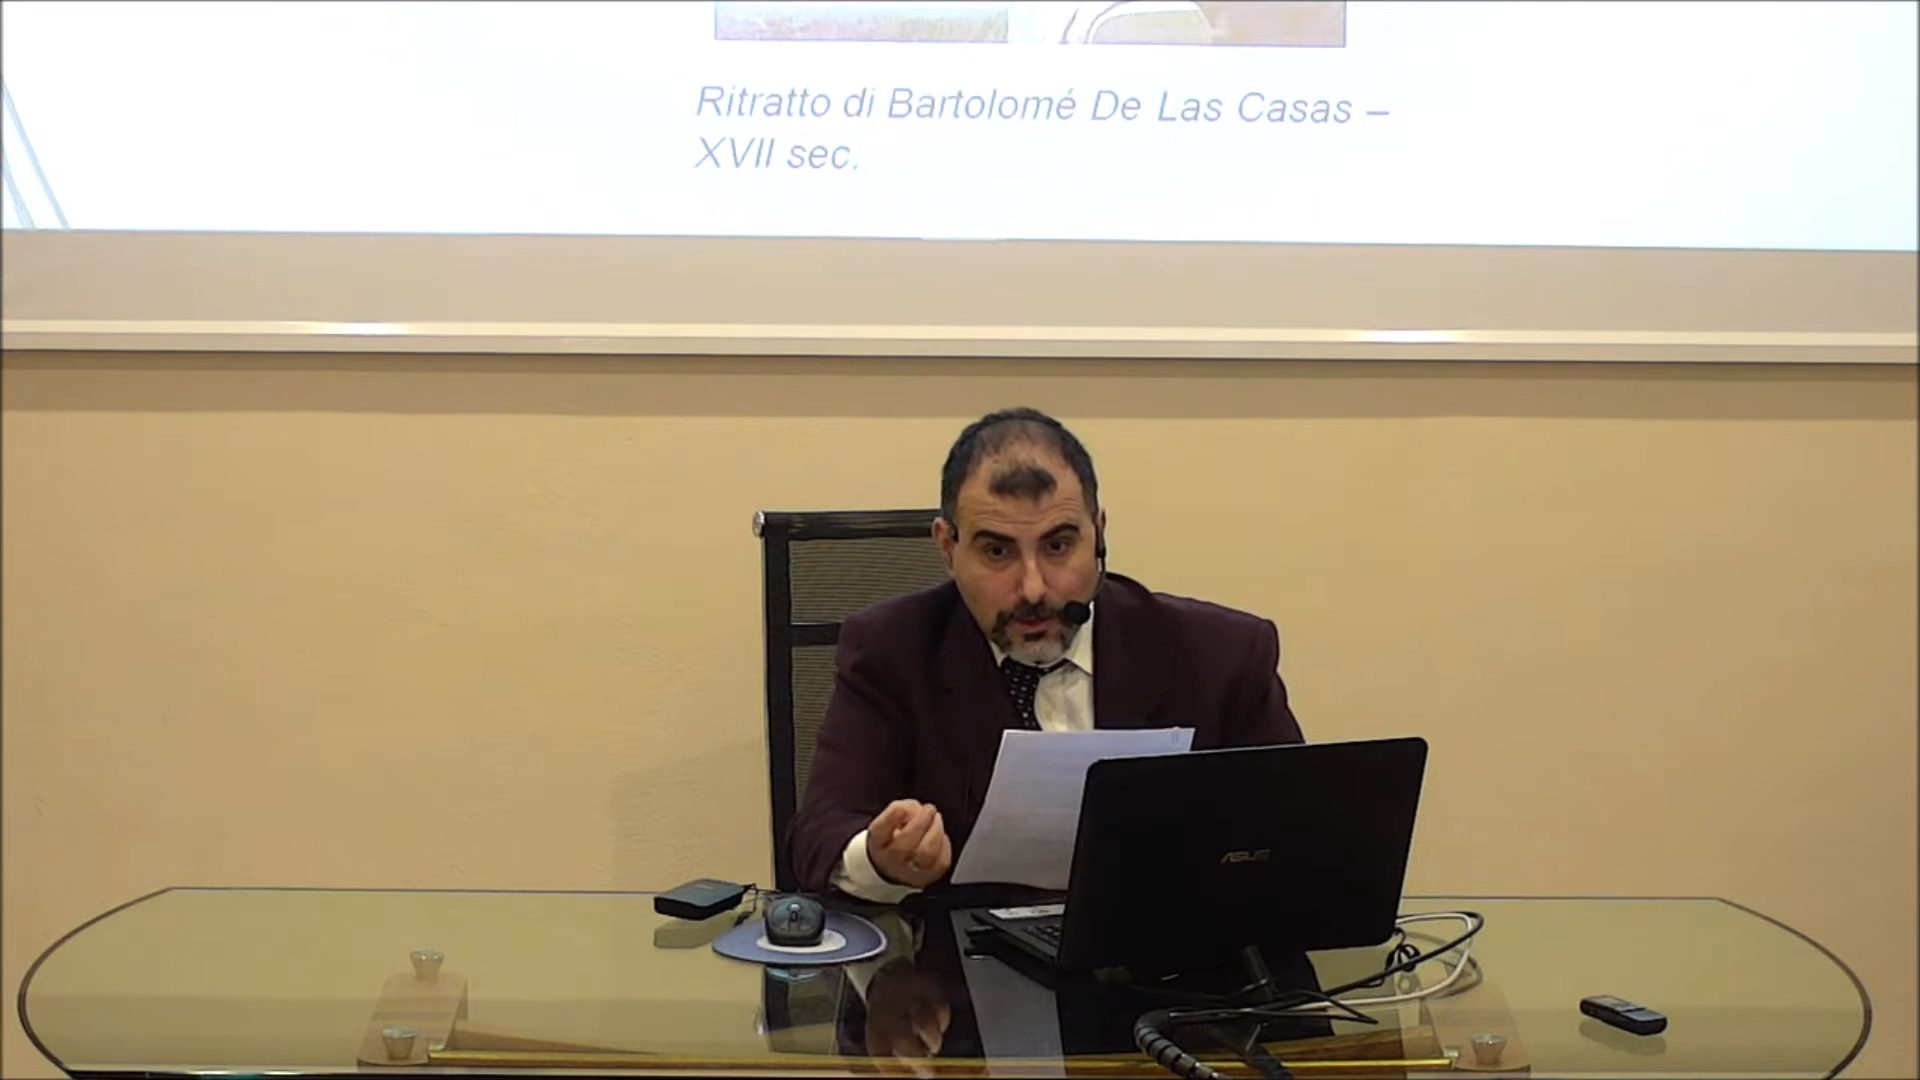 Ritratto di Bartolomé De Las Casas –
XVII sec.
ASUS